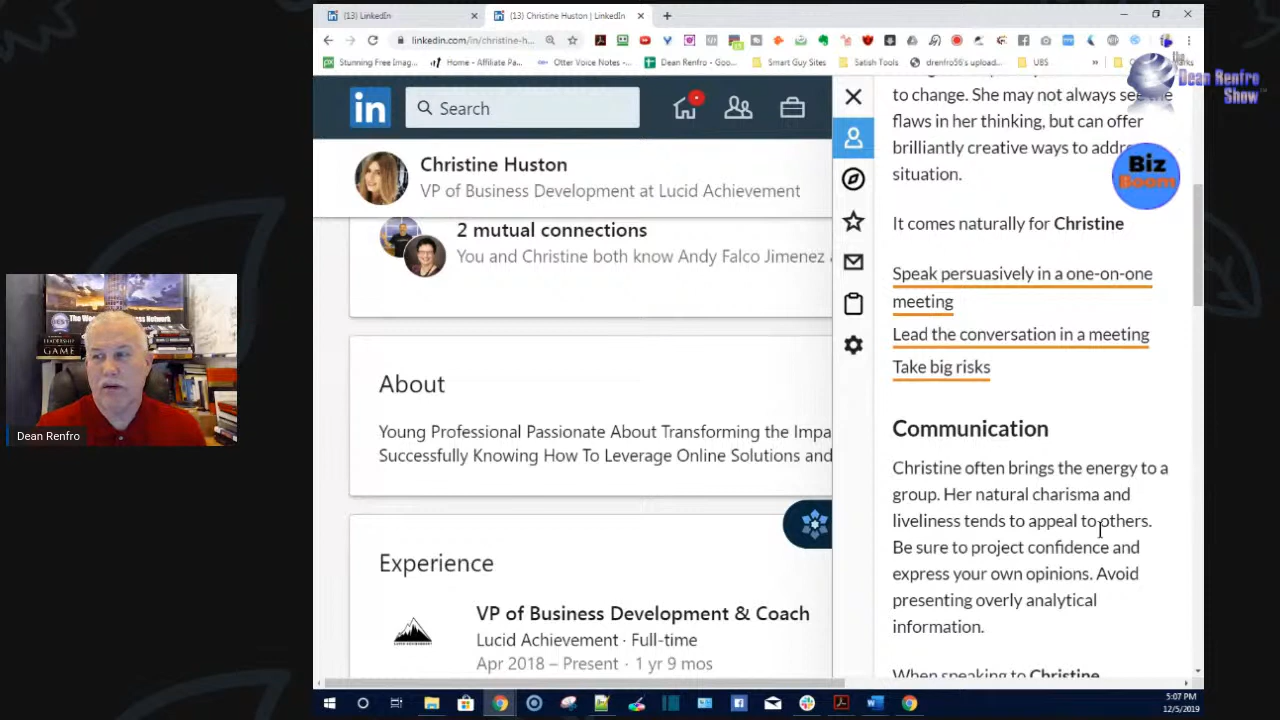 (13) LinkedIn
(13) Christine Huston | LinkedIn
linkedin.com/in/christine-h...
Stunning Free Imag...
Home - Affiliate Pa...
Otter Voice Notes -...
Dean Renfro - Goo...
Smart Guy Sites
Satish Tools
drenfro56's upload...
UBS
»
the
Dean Renfro
Show
Search
Christine Huston
VP of Business Development at Lucid Achievement
2 mutual connections
You and Christine both know Andy Falco Jimenez
About
Young Professional Passionate About Transforming the Impa
Successfully Knowing How To Leverage Online Solutions and
Experience
VP of Business Development & Coach
Lucid Achievement · Full-time
Apr 2018 – Present · 1 yr 9 mos
to change. She may not always see the
flaws in her thinking, but can offer
brilliantly creative ways to addre
situation.
Biz
Boom
It comes naturally for Christine
Speak persuasively in a one-on-one
meeting
Lead the conversation in a meeting
Take big risks
Communication
Christine often brings the energy to a
group. Her natural charisma and
liveliness tends to appeal to others.
Be sure to project confidence and
express your own opinions. Avoid
presenting overly analytical
information.
When speaking to Christine
LEADERSHIP
GAME
Dean Renfro
5:07 PM
12/5/2019